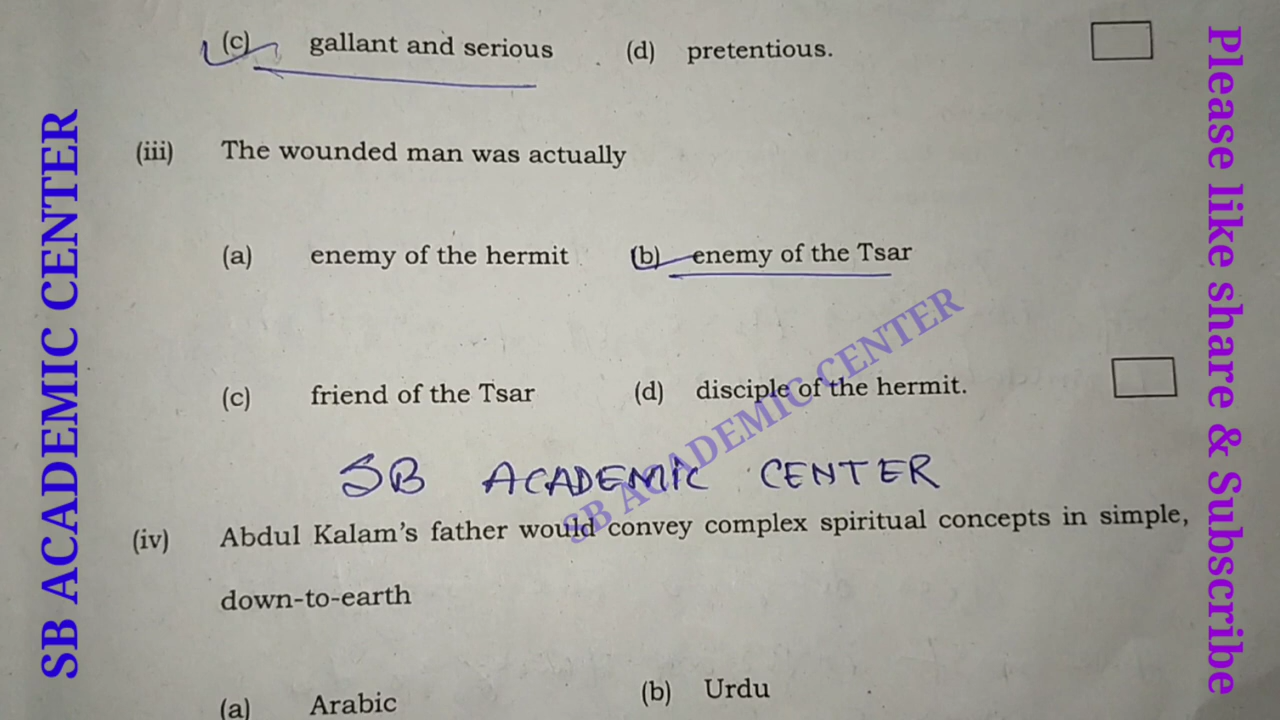 (c) gallant and serious (d) pretentious.
(iii) The wounded man was actually
(a) enemy of the hermit (b) enemy of the Tsar
(c) friend of the Tsar (d) disciple of the hermit.
SB ACADEMIC CENTER
(iv) Abdul Kalam's father would convey complex spiritual concepts in simple,
down-to-earth
(a) Arabic (b) Urdu
SB ACADEMIC CENTER
SB ACADEMIC CENTER
Please like share & Subscribe